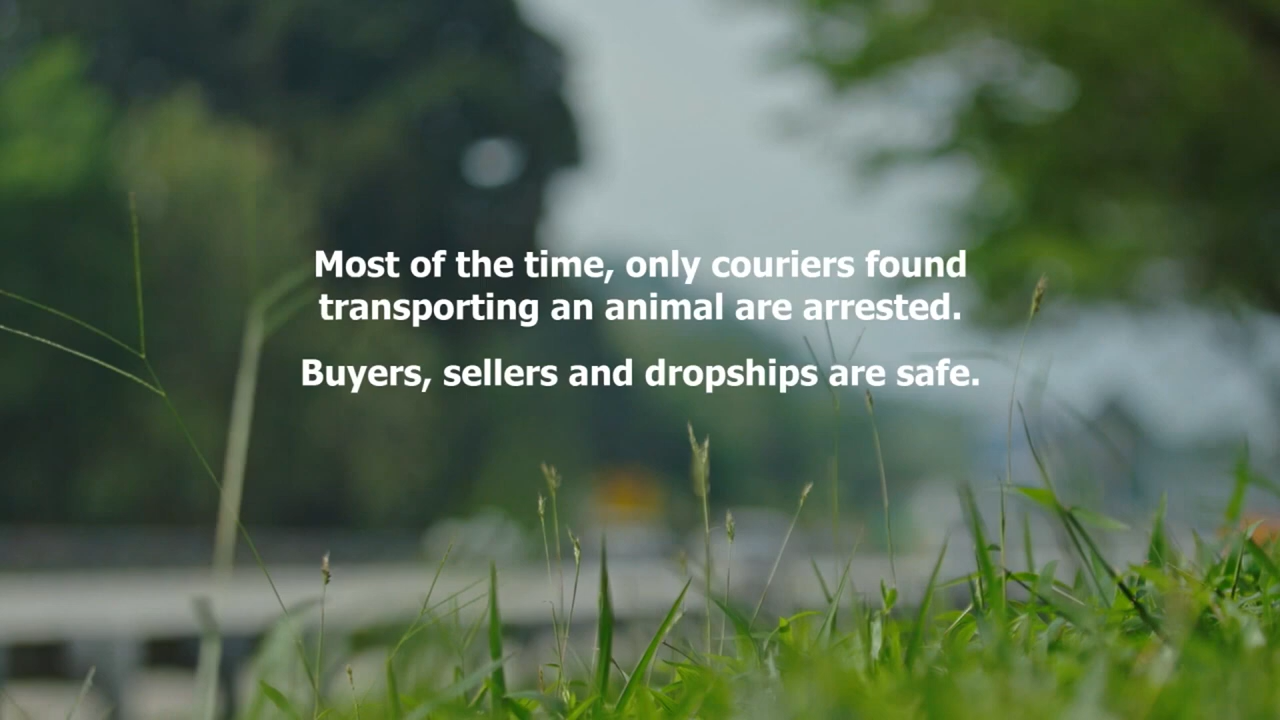 Most of the time, only couriers found
transporting an animal are arrested.
Buyers, sellers and dropships are safe.